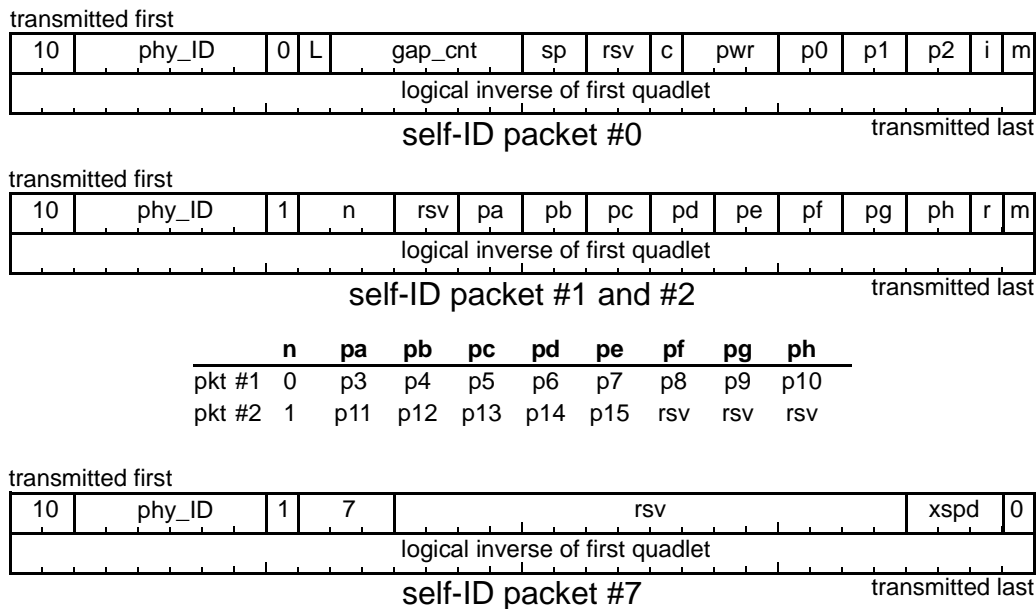 transmitted first
10 phy_ID 0 L gap_cnt sp rsv c pwr p0 p1 p2 i m
logical inverse of first quadlet
self-ID packet #0 transmitted last
transmitted first
10 phy_ID 1 n rsv pa pb pc pd pe pf pg ph r m
logical inverse of first quadlet
self-ID packet #1 and #2 transmitted last
n pa pb pc pd pe pf pg ph
pkt #1 0 p3 p4 p5 p6 p7 p8 p9 p10
pkt #2 1 p11 p12 p13 p14 p15 rsv rsv rsv
transmitted first
10 phy_ID 1 7 rsv xspd 0
logical inverse of first quadlet
self-ID packet #7 transmitted last